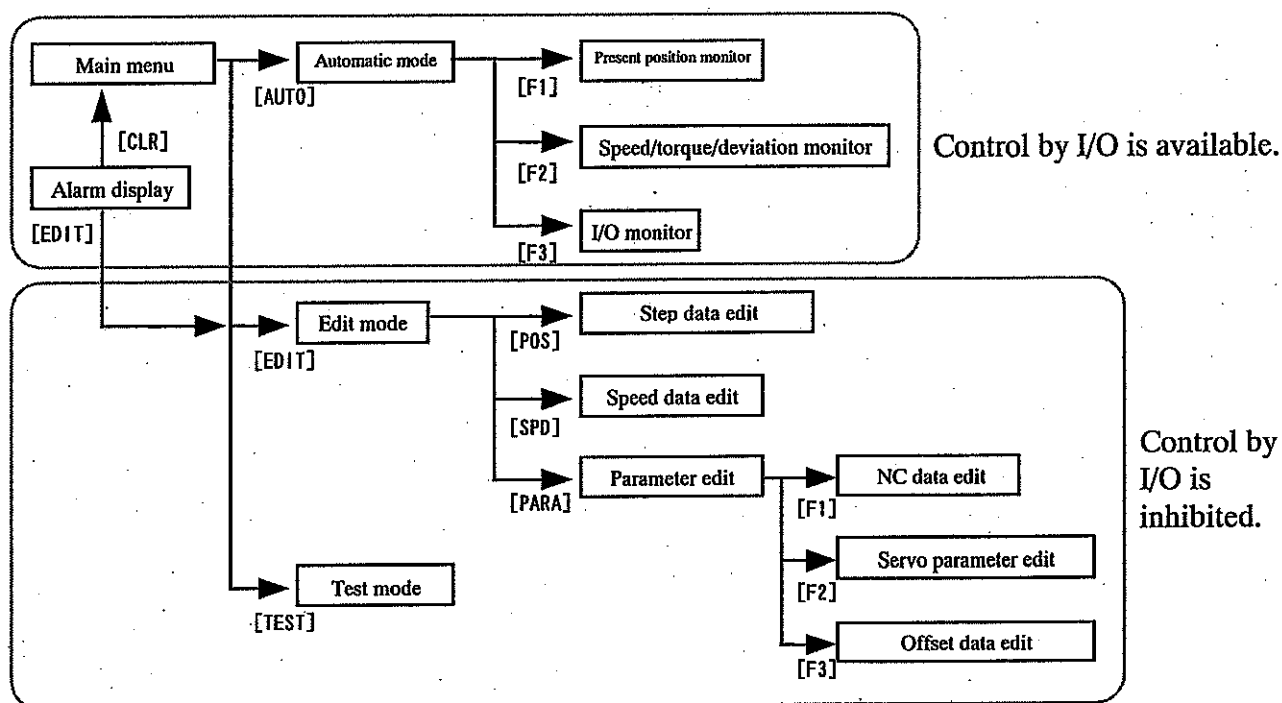 Main menu
Automatic mode
Present position monitor
[AUTO]
[F1]
[CLR]
Speed/torque/deviation monitor
Control by I/O is available.
[F2]
Alarm display
[EDIT]
I/O monitor
[F3]
Edit mode
Step data edit
[EDIT]
[POS]
Speed data edit
[SPD]
Parameter edit
NC data edit
[PARA]
[F1]
Control by
I/O is
inhibited.
Servo parameter edit
[F2]
Test mode
[TEST]
Offset data edit
[F3]